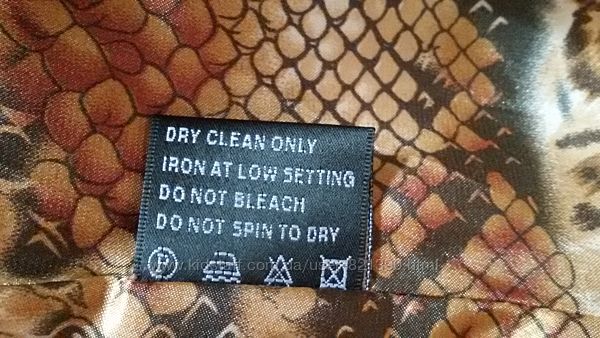 DRY CLEAN ONLY
IRON AT LOW SETTING
DO NOT BLEACH
DO NOT SPIN TO DRY
P